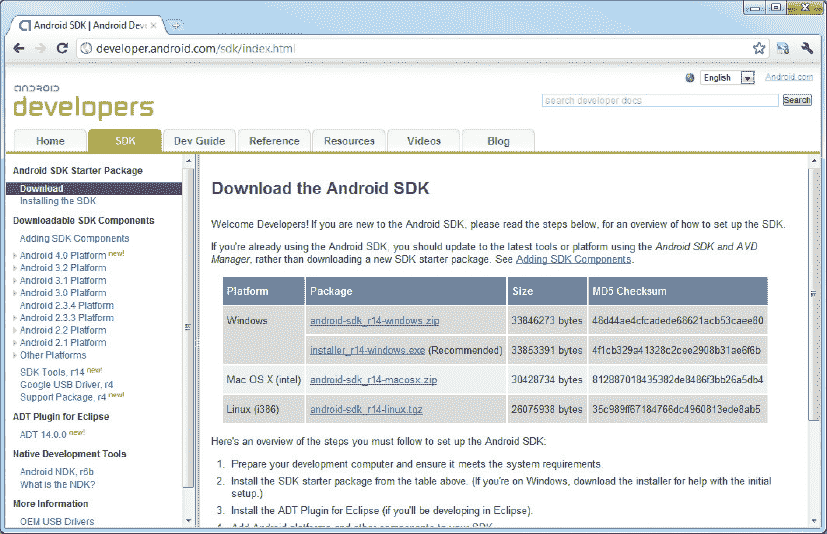 Android SDK | Android Dev
developer.android.com/sdk/index.html
English
Android.com
ANDROID
developers
search developer docs
Search
Home
SDK
Dev Guide
Reference
Resources
Videos
Blog
Android SDK Starter Package
Download
Installing the SDK
Downloadable SDK Components
Adding SDK Components
Android 4.0 Platform new!
Android 3.2 Platform
Android 3.1 Platform
Android 3.0 Platform
Android 2.3.4 Platform
Android 2.3.3 Platform
Android 2.2 Platform
Android 2.1 Platform
Other Platforms
SDK Tools, r14 new!
Google USB Driver, r4
Support Package, r4 new!
ADT Plugin for Eclipse
ADT 14.0.0 new!
Native Development Tools
Android NDK, r6b
What is the NDK?
More Information
OEM USB Drivers
Download the Android SDK
Welcome Developers! If you are new to the Android SDK, please read the steps below, for an overview of how to set up the SDK.
If you're already using the Android SDK, you should update to the latest tools or platform using the Android SDK and AVD
Manager, rather than downloading a new SDK starter package. See Adding SDK Components.
Platform Package Size MD5 Checksum
Windows android-sdk_r14-windows.zip 33846273 bytes
installer_r14-windows.exe (Recommended) 33853391 bytes
Mac OS X (intel) android-sdk_r14-macosx.zip 30428734 bytes
Linux (i386) android-sdk_r14-linux.tgz 26075938 bytes
Here's an overview of the steps you must follow to set up the Android SDK:
1. Prepare your development computer and ensure it meets the system requirements.
2. Install the SDK starter package from the table above. (If you're on Windows, download the installer for help with the initial
setup.)
3. Install the ADT Plugin for Eclipse (if you'll be developing in Eclipse).